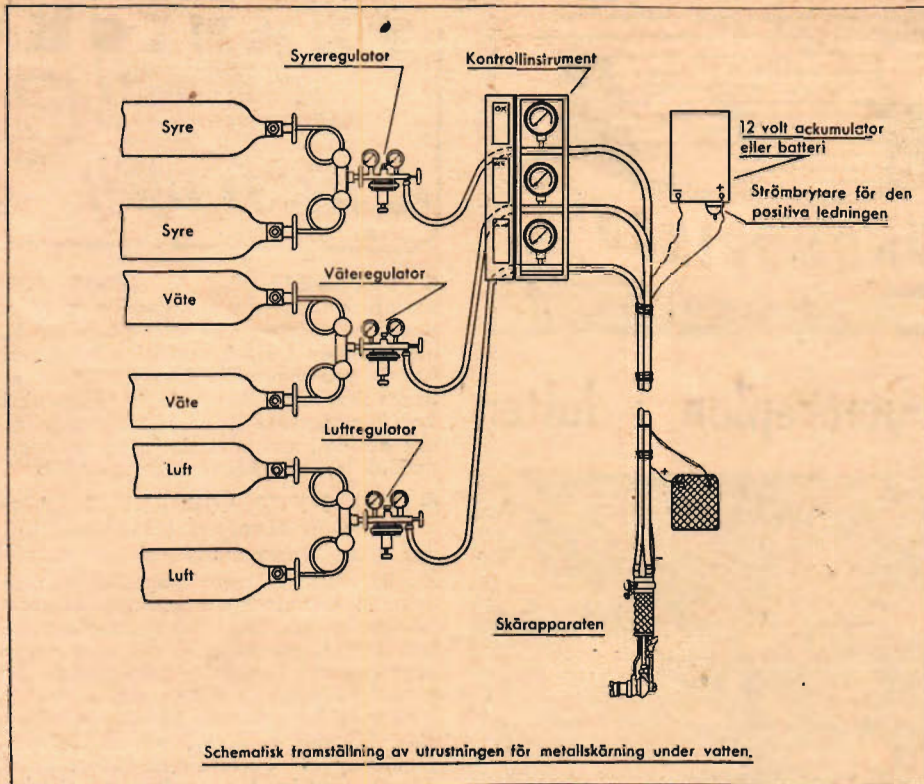 Syreregulator
Kontrollinstrument
Syre
12 volt ackumulator
eller batteri
Strömbrytare för den
positiva ledningen
Syre
Väteregulator
Väte
Väte
Luftregulator
Luft
Luft
Skärapparaten
Schematisk framställning av utrustningen för metallskärning under vatten.